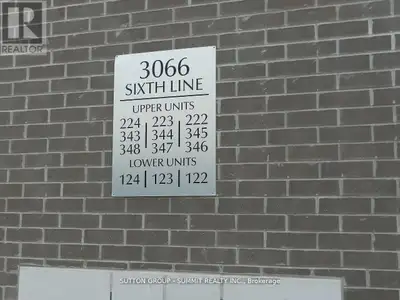 REALTOR®
3066
SIXTH LINE
UPPER UNITS
224 | 223 | 222
343 | 344 | 345
348 | 347 | 346
LOWER UNITS
124 | 123 | 122
SUTTON GROUP - SUMMIT REALTY INC., Brokerage